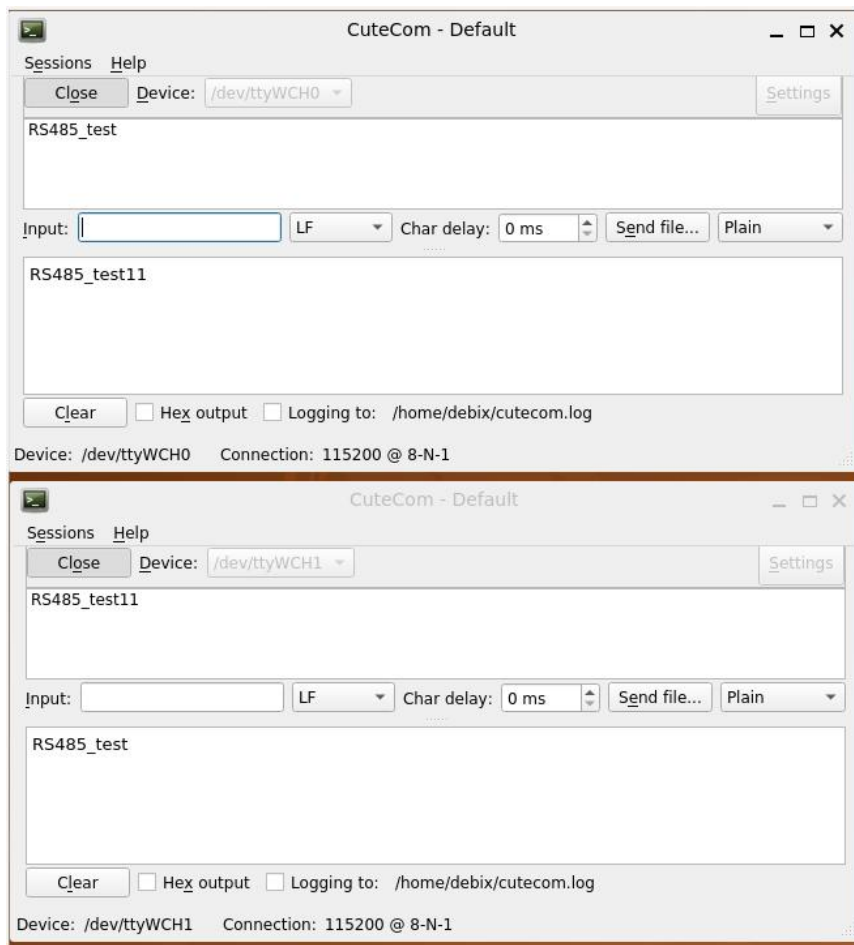 CuteCom - Default
Sessions Help
Close Device: /dev/ttyWCH0 Settings
RS485_test
Input: LF Char delay: 0 ms Send file... Plain
RS485_test11
Clear Hex output Logging to: /home/debix/cutecom.log
Device: /dev/ttyWCH0 Connection: 115200 @ 8-N-1
CuteCom - Default
Sessions Help
Close Device: /dev/ttyWCH1 Settings
RS485_test11
Input: LF Char delay: 0 ms Send file... Plain
RS485_test
Clear Hex output Logging to: /home/debix/cutecom.log
Device: /dev/ttyWCH1 Connection: 115200 @ 8-N-1